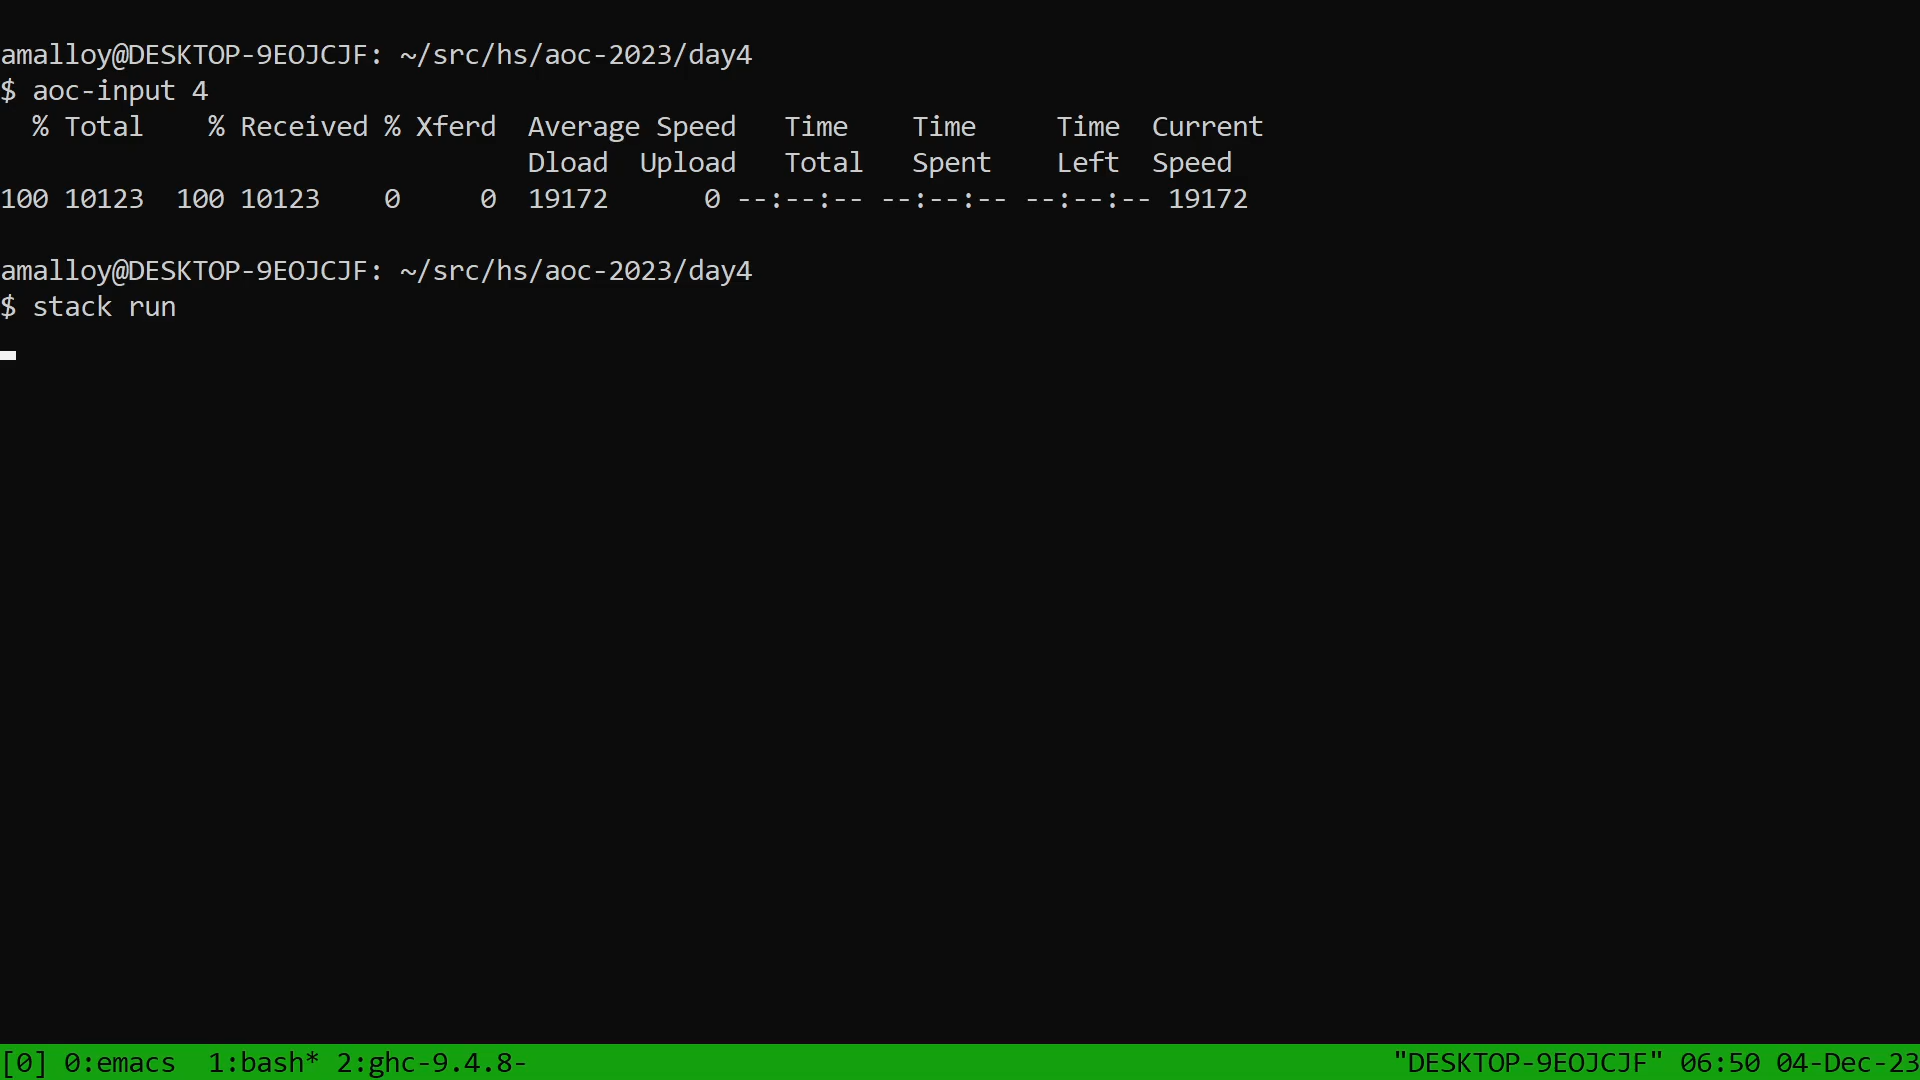 amalloy@DESKTOP-9EOJCJF: ~/src/hs/aoc-2023/day4
$ aoc-input 4
  % Total    % Received % Xferd  Average Speed   Time    Time     Time  Current
                                 Dload  Upload   Total   Spent    Left  Speed
100 10123  100 10123    0     0  19172      0 --:--:-- --:--:-- --:--:-- 19172
amalloy@DESKTOP-9EOJCJF: ~/src/hs/aoc-2023/day4
$ stack run
[0] 0:emacs  1:bash* 2:ghc-9.4.8- "DESKTOP-9EOJCJF" 06:50 04-Dec-23